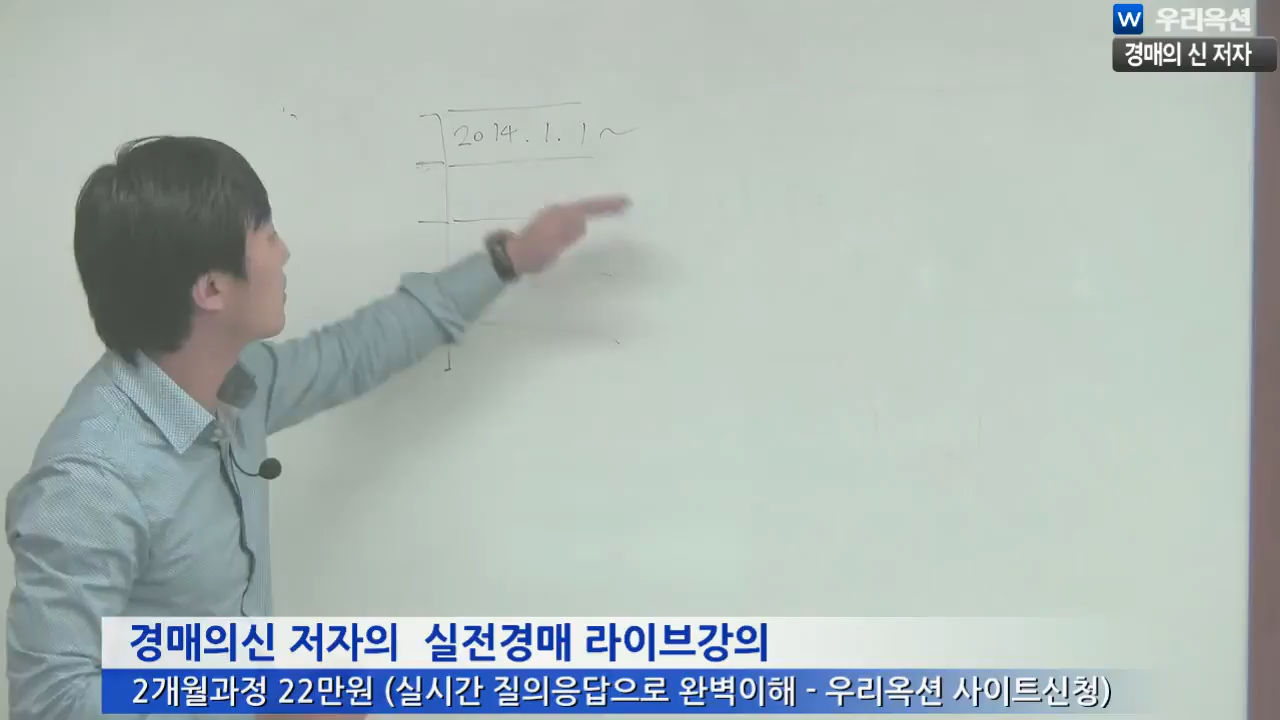 W 우리옥션
경매의 신 저자
2014. 1. 1 ~
경매의신 저자의 실전경매 라이브강의
2개월과정 22만원 (실시간 질의응답으로 완벽이해 - 우리옥션 사이트신청)